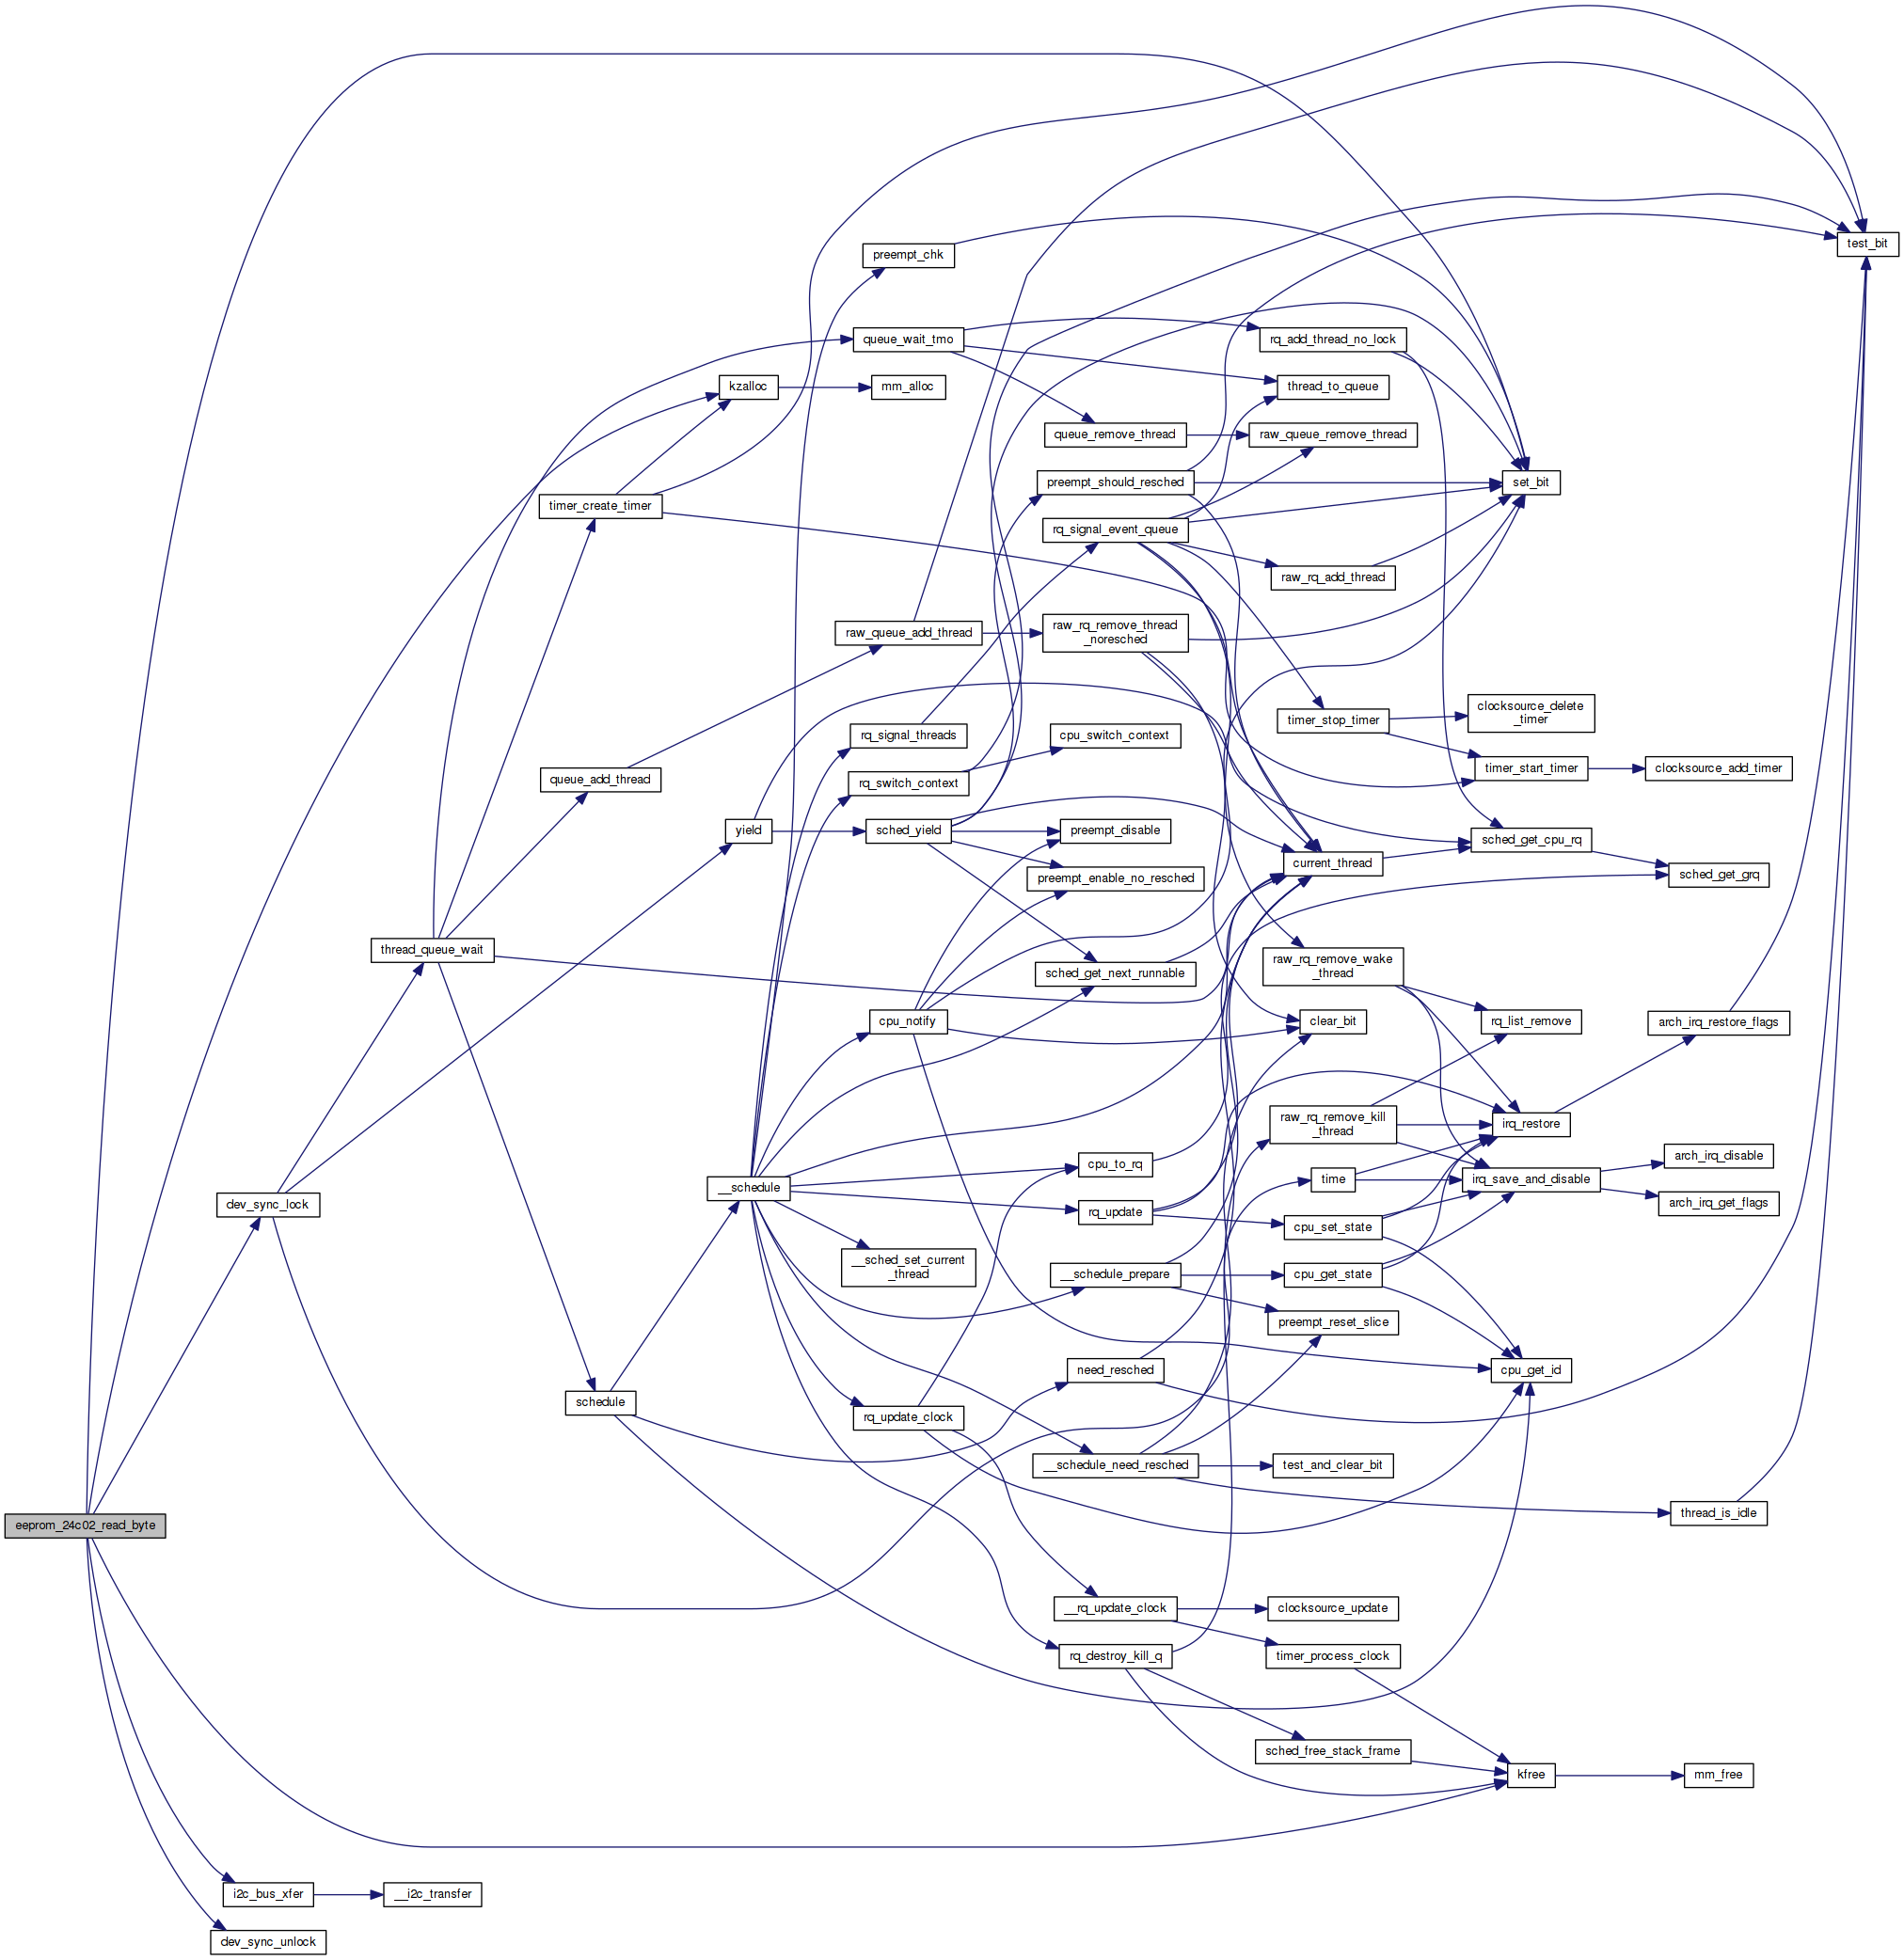 test_bit
preempt_chk
queue_wait_tmo
rq_add_thread_no_lock
kzalloc
mm_alloc
thread_to_queue
queue_remove_thread
raw_queue_remove_thread
timer_create_timer
preempt_should_resched
set_bit
rq_signal_event_queue
raw_rq_add_thread
raw_queue_add_thread
raw_rq_remove_thread
_noresched
timer_stop_timer
clocksource_delete
_timer
rq_signal_threads
cpu_switch_context
queue_add_thread
rq_switch_context
timer_start_timer
clocksource_add_timer
yield
sched_yield
preempt_disable
sched_get_cpu_rq
current_thread
preempt_enable_no_resched
sched_get_grq
thread_queue_wait
sched_get_next_runnable
raw_rq_remove_wake
_thread
cpu_notify
clear_bit
rq_list_remove
arch_irq_restore_flags
raw_rq_remove_kill
_thread
irq_restore
dev_sync_lock
__schedule
cpu_to_rq
time
irq_save_and_disable
arch_irq_disable
rq_update
cpu_set_state
arch_irq_get_flags
__sched_set_current
_thread
__schedule_prepare
cpu_get_state
preempt_reset_slice
need_resched
cpu_get_id
schedule
rq_update_clock
__schedule_need_resched
test_and_clear_bit
eeprom_24c02_read_byte
thread_is_idle
__rq_update_clock
clocksource_update
rq_destroy_kill_q
timer_process_clock
sched_free_stack_frame
kfree
mm_free
i2c_bus_xfer
__i2c_transfer
dev_sync_unlock